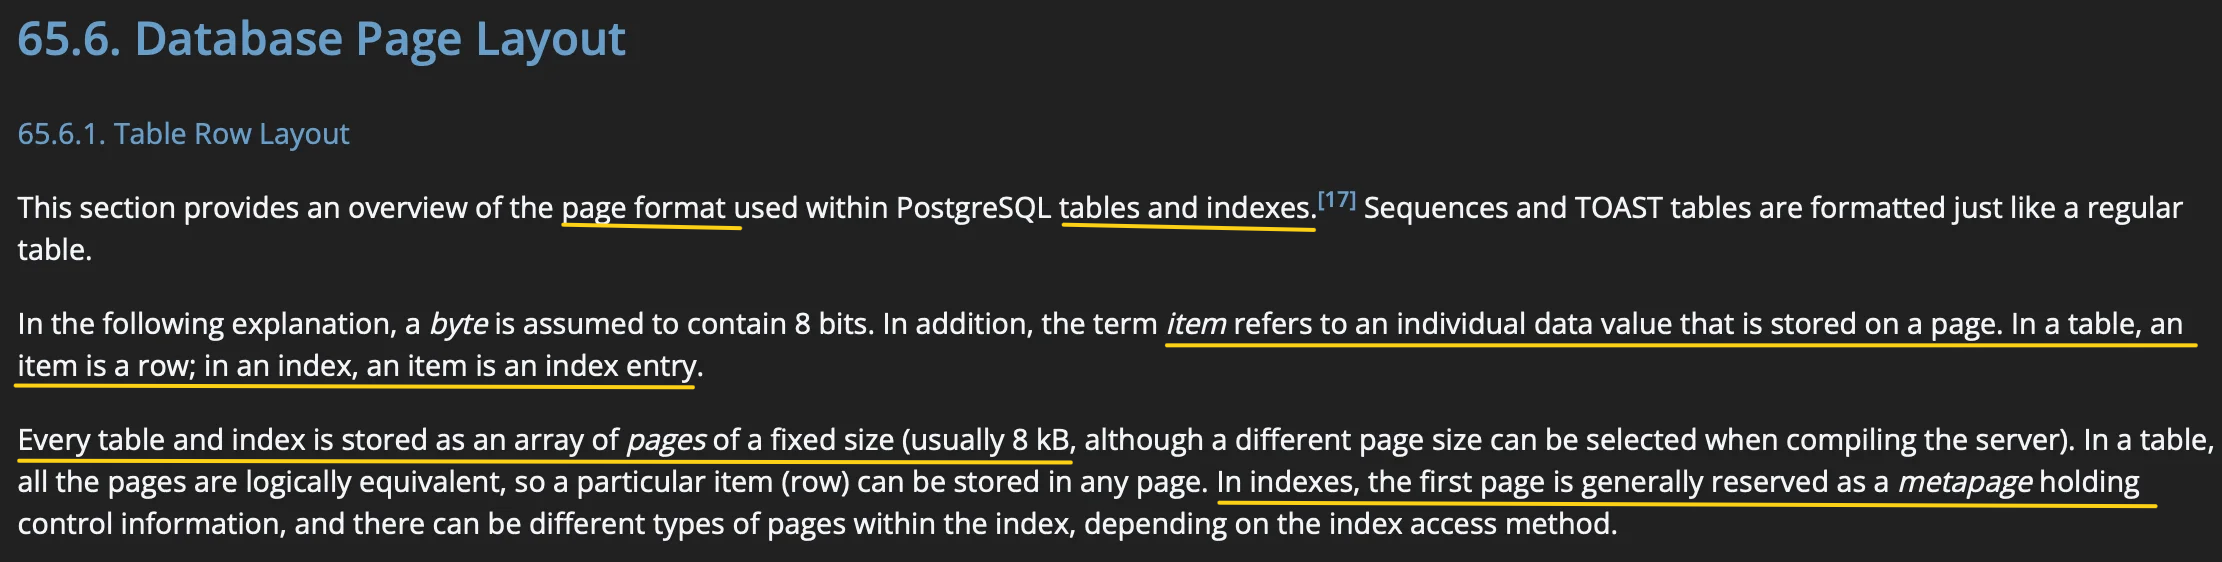 65.6. Database Page Layout
65.6.1. Table Row Layout
This section provides an overview of the page format used within PostgreSQL tables and indexes.[17] Sequences and TOAST tables are formatted just like a regular
table.
In the following explanation, a byte is assumed to contain 8 bits. In addition, the term item refers to an individual data value that is stored on a page. In a table, an
item is a row; in an index, an item is an index entry.
Every table and index is stored as an array of pages of a fixed size (usually 8 kB, although a different page size can be selected when compiling the server). In a table,
all the pages are logically equivalent, so a particular item (row) can be stored in any page. In indexes, the first page is generally reserved as a metapage holding
control information, and there can be different types of pages within the index, depending on the index access method.